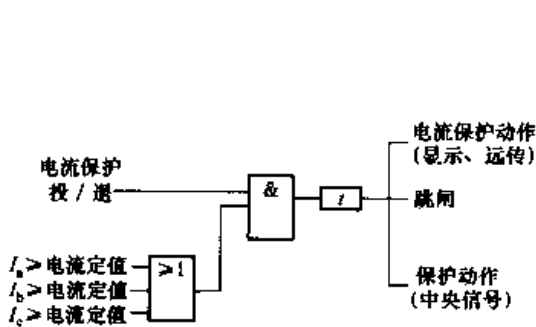 电流保护
投 / 退
Ia≥电流定值
Ib≥电流定值
Ic≥电流定值
≥1
&
t
电流保护动作
(显示、远传)
跳闸
保护动作
(中央信号)